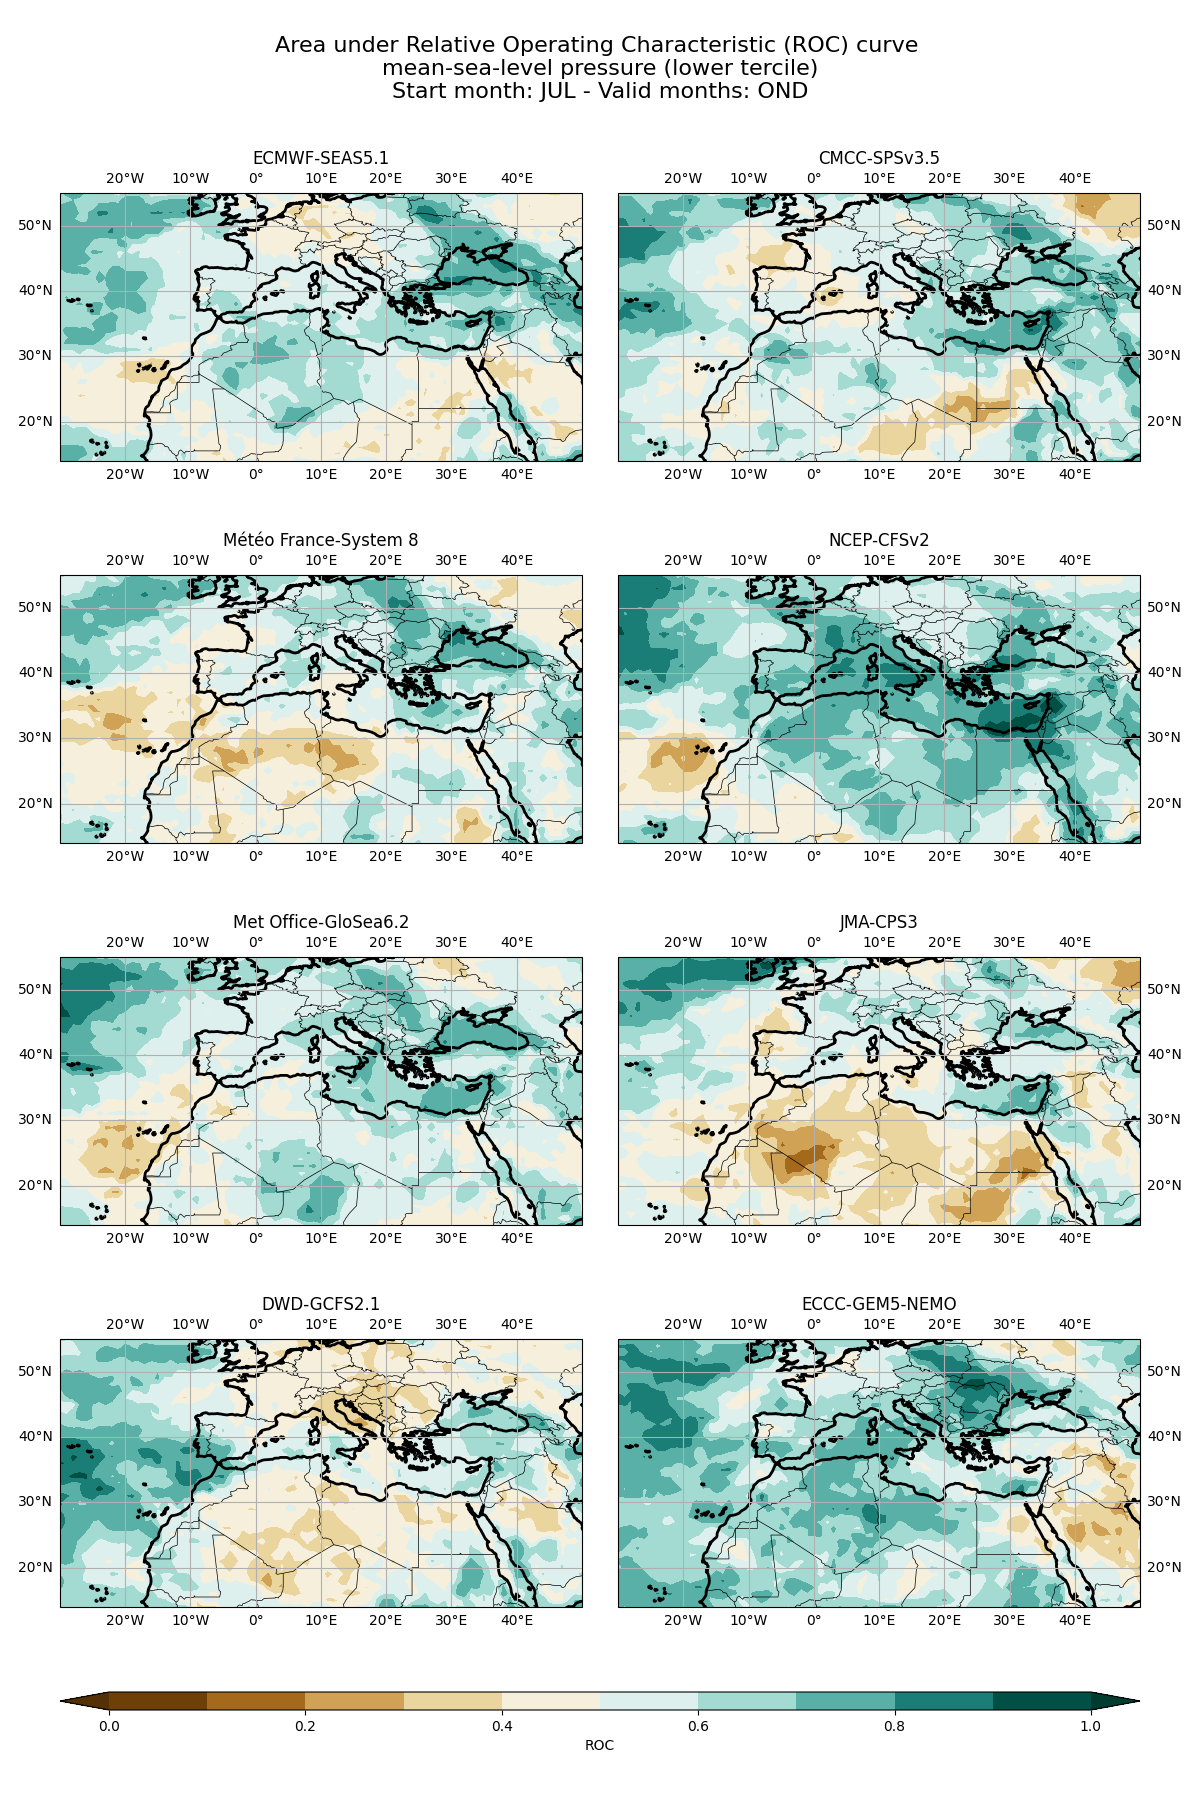 Area under Relative Operating Characteristic (ROC) curve
mean-sea-level pressure (lower tercile)
Start month: JUL - Valid months: OND
ECMWF-SEAS5.1
20°W 10°W 0° 10°E 20°E 30°E 40°E
50°N
40°N
30°N
20°N
20°W 10°W 0° 10°E 20°E 30°E 40°E
CMCC-SPSv3.5
20°W 10°W 0° 10°E 20°E 30°E 40°E
50°N
40°N
30°N
20°N
20°W 10°W 0° 10°E 20°E 30°E 40°E
Météo France-System 8
20°W 10°W 0° 10°E 20°E 30°E 40°E
50°N
40°N
30°N
20°N
20°W 10°W 0° 10°E 20°E 30°E 40°E
NCEP-CFSv2
20°W 10°W 0° 10°E 20°E 30°E 40°E
50°N
40°N
30°N
20°N
20°W 10°W 0° 10°E 20°E 30°E 40°E
Met Office-GloSea6.2
20°W 10°W 0° 10°E 20°E 30°E 40°E
50°N
40°N
30°N
20°N
20°W 10°W 0° 10°E 20°E 30°E 40°E
JMA-CPS3
20°W 10°W 0° 10°E 20°E 30°E 40°E
50°N
40°N
30°N
20°N
20°W 10°W 0° 10°E 20°E 30°E 40°E
DWD-GCFS2.1
20°W 10°W 0° 10°E 20°E 30°E 40°E
50°N
40°N
30°N
20°N
20°W 10°W 0° 10°E 20°E 30°E 40°E
ECCC-GEM5-NEMO
20°W 10°W 0° 10°E 20°E 30°E 40°E
50°N
40°N
30°N
20°N
20°W 10°W 0° 10°E 20°E 30°E 40°E
0.0 0.2 0.4 0.6 0.8 1.0
ROC